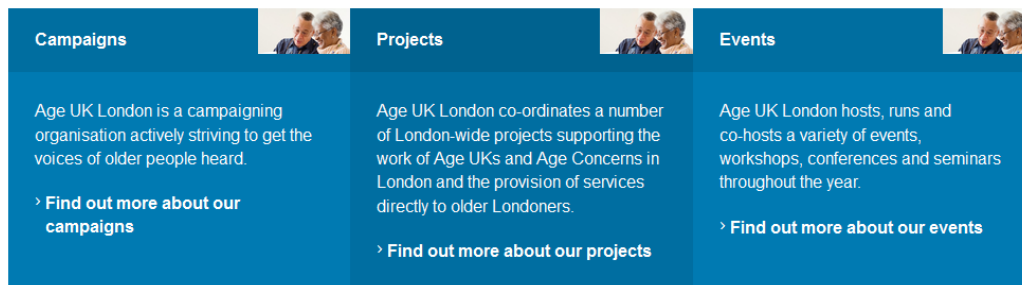 Campaigns
Age UK London is a campaigning
organisation actively striving to get the
voices of older people heard.
› Find out more about our
campaigns
Projects
Age UK London co-ordinates a number
of London-wide projects supporting the
work of Age UKs and Age Concerns in
London and the provision of services
directly to older Londoners.
› Find out more about our projects
Events
Age UK London hosts, runs and
co-hosts a variety of events,
workshops, conferences and seminars
throughout the year.
› Find out more about our events